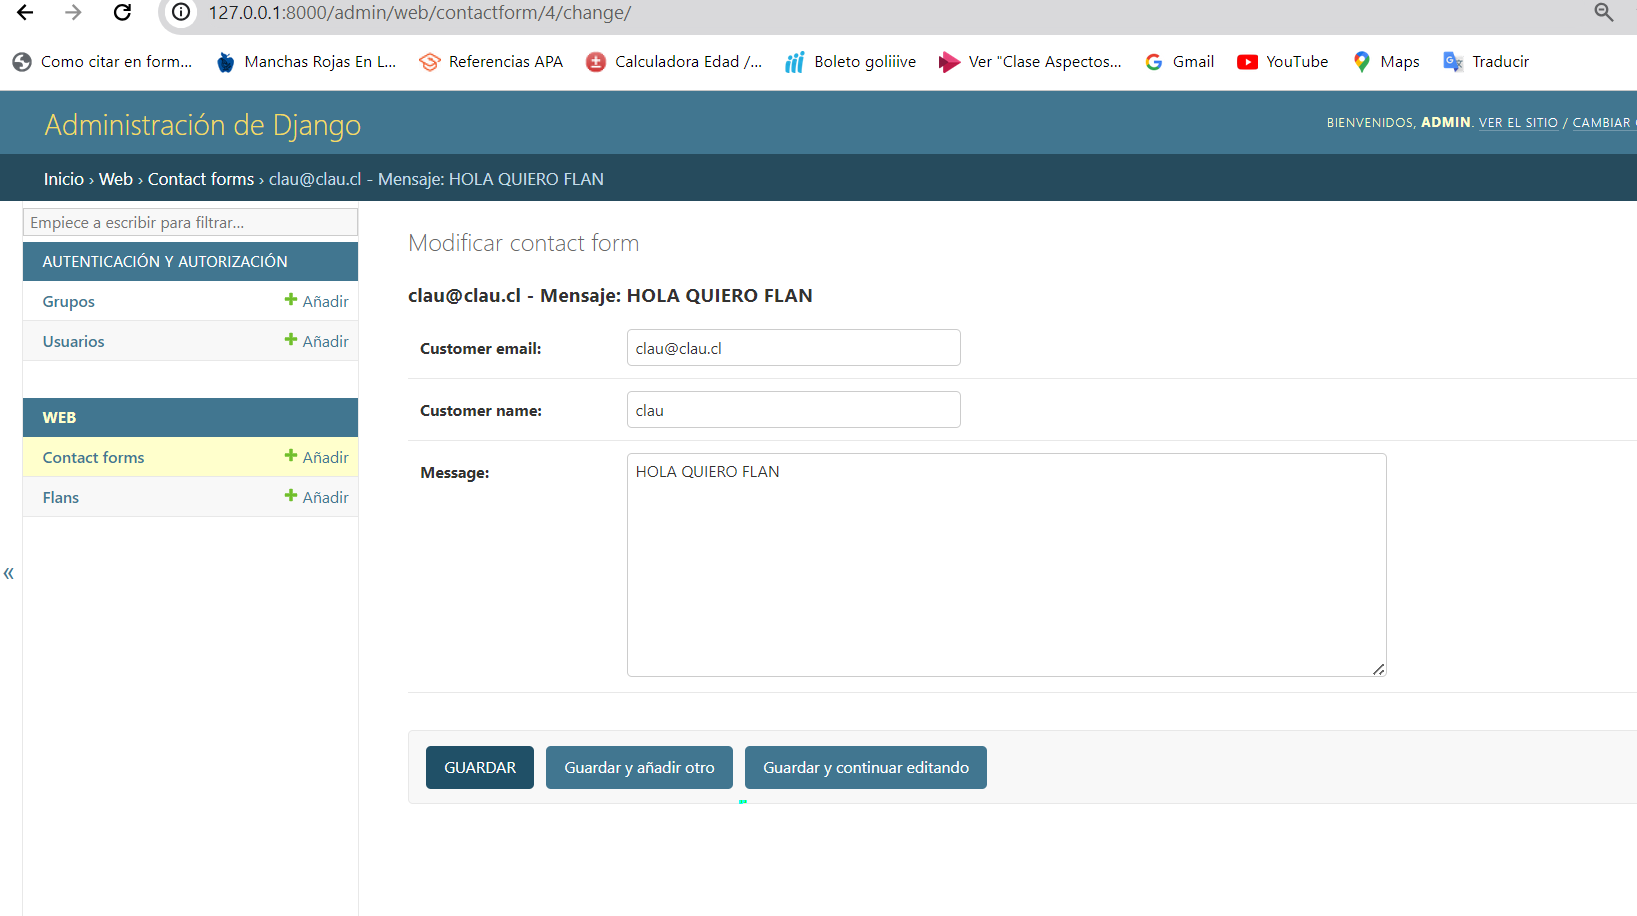 127.0.0.1:8000/admin/web/contactform/4/change/
Como citar en form... Manchas Rojas En L... Referencias APA Calculadora Edad /... Boleto goliiive Ver "Clase Aspectos... Gmail YouTube Maps Traducir
Administración de Django
BIENVENIDOS, ADMIN. VER EL SITIO / CAMBIAR
Inicio › Web › Contact forms › clau@clau.cl - Mensaje: HOLA QUIERO FLAN
Empiece a escribir para filtrar...
AUTENTICACIÓN Y AUTORIZACIÓN
Grupos Añadir
Usuarios Añadir
WEB
Contact forms Añadir
Flans Añadir
«
Modificar contact form
clau@clau.cl - Mensaje: HOLA QUIERO FLAN
Customer email: clau@clau.cl
Customer name: clau
Message: HOLA QUIERO FLAN
GUARDAR Guardar y añadir otro Guardar y continuar editando